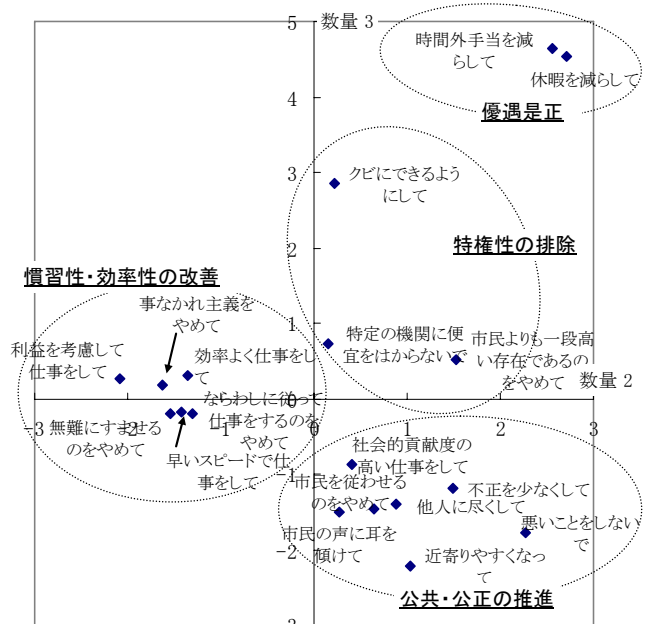 5
数量 3
時間外手当を減
らして
休暇を減らして
4
優遇是正
3
クビにできるよう
にして
2
特権性の排除
慣習性・効率性の改善
事なかれ主義を
やめて
1
特定の機関に便
宜をはからないで
市民よりも一段高
い存在であるの
をやめて
利益を考慮して
仕事をして
効率よく仕事をし
て
数量 2
0
ならわしに従って
仕事をするのを
やめて
-3
-2
-1
0
1
2
3
無難にすませる
のをやめて
早いスピードで仕
事をして
社会的貢献度の
高い仕事をして
-1
市民を従わせる
のをやめて
不正を少なくして
他人に尽くして
悪いことをしない
で
市民の声に耳を
傾けて
-2
近寄りやすくなっ
て
公共・公正の推進